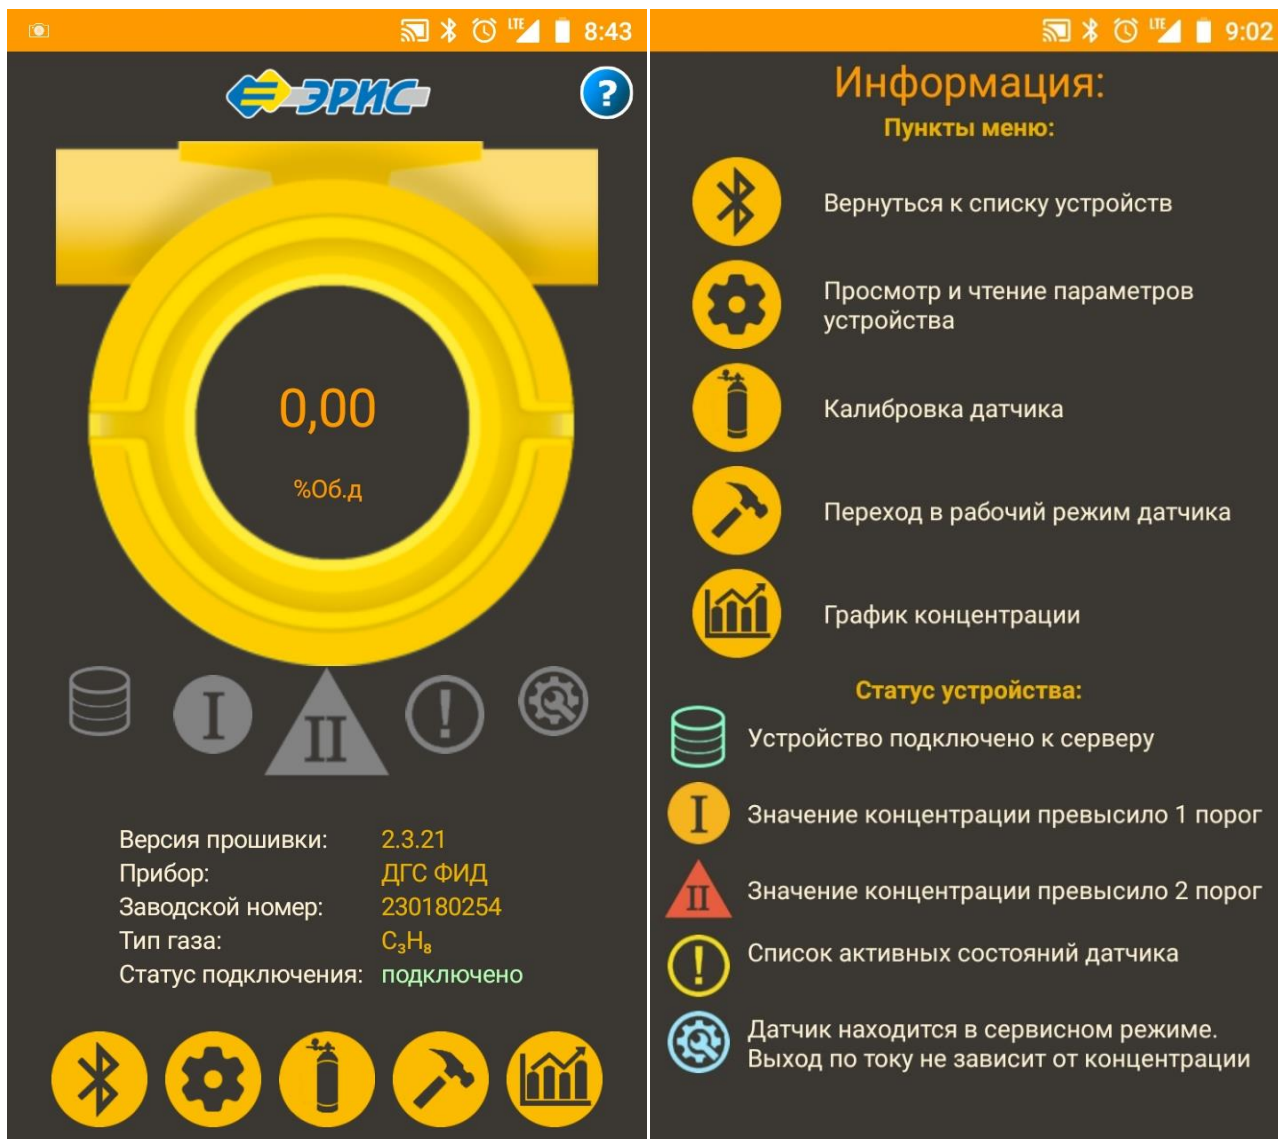 LTE 8:43
ЭРИС
?
0,00
%Об.д
I
II
!
Версия прошивки: 2.3.21
Прибор: ДГС ФИД
Заводской номер: 230180254
Тип газа: C₃H₈
Статус подключения: подключено
LTE 9:02
Информация:
Пункты меню:
Вернуться к списку устройств
Просмотр и чтение параметров
устройства
Калибровка датчика
Переход в рабочий режим датчика
График концентрации
Статус устройства:
Устройство подключено к серверу
I
Значение концентрации превысило 1 порог
II
Значение концентрации превысило 2 порог
!
Список активных состояний датчика
Датчик находится в сервисном режиме.
Выход по току не зависит от концентрации